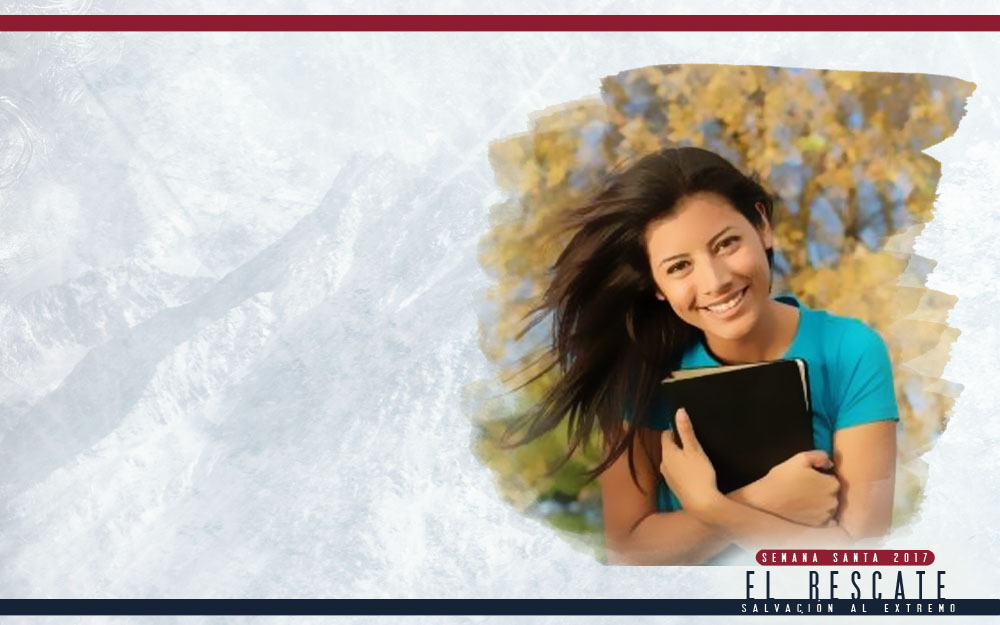 SEMANA SANTA 2017
EL RESCATE
SALVACIÓN AL EXTREMO